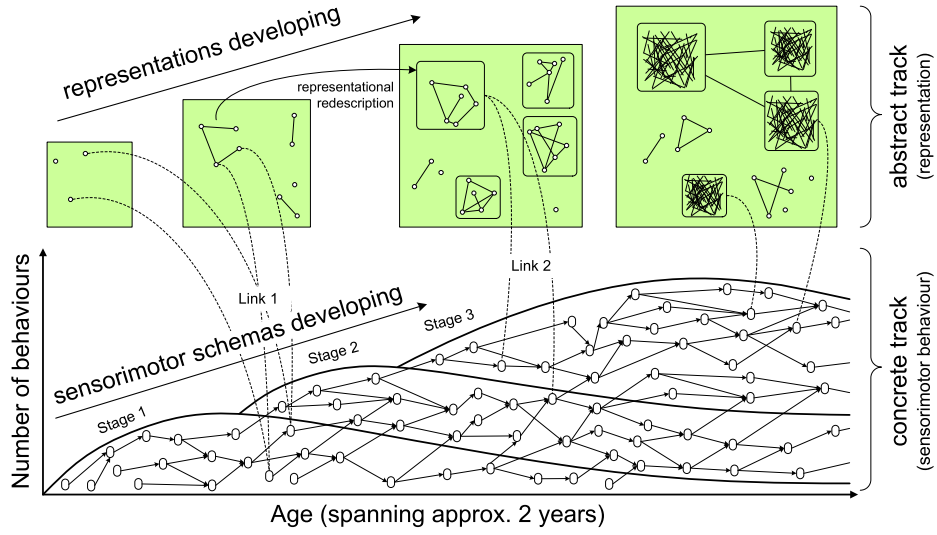 representations developing
representational
redescription
abstract track
(representation)
Link 1
Link 2
sensorimotor schemas developing
Stage 1
Stage 2
Stage 3
Number of behaviours
concrete track
(sensorimotor behaviour)
Age (spanning approx. 2 years)